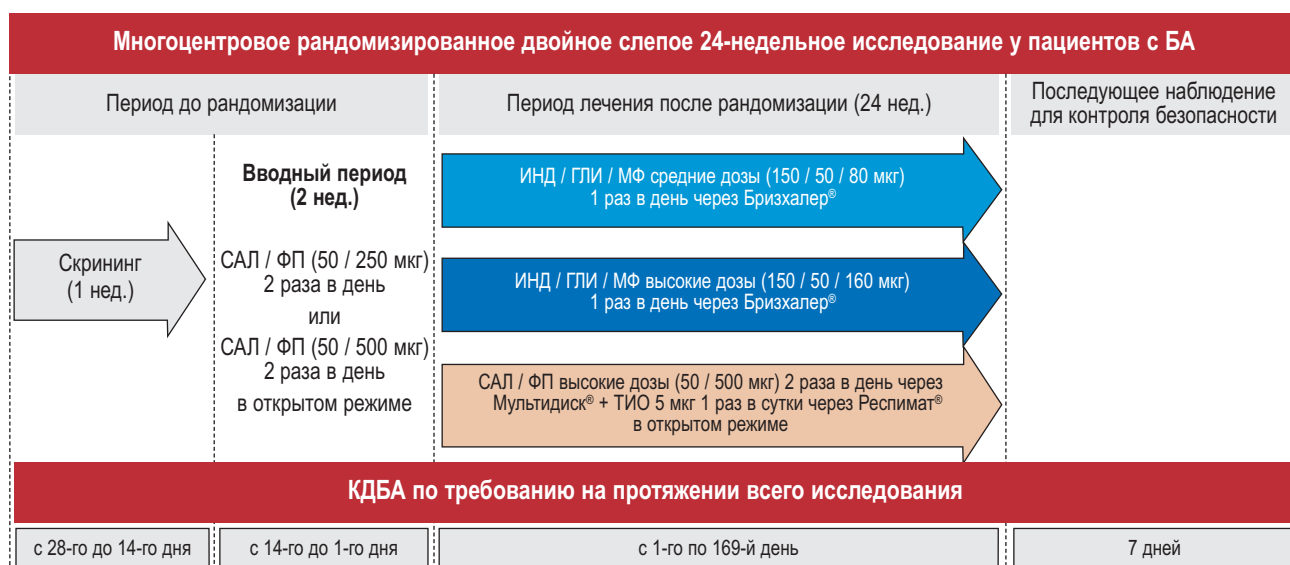 Многоцентровое рандомизированное двойное слепое 24-недельное исследование у пациентов с БА
Период до рандомизации
Период лечения после рандомизации (24 нед.)
Последующее наблюдение
для контроля безопасности
Скрининг
(1 нед.)
Вводный период
(2 нед.)
САЛ / ФП (50 / 250 мкг)
2 раза в день
или
САЛ / ФП (50 / 500 мкг)
2 раза в день
в открытом режиме
ИНД / ГЛИ / МФ средние дозы (150 / 50 / 80 мкг)
1 раз в день через Бризхалер®
ИНД / ГЛИ / МФ высокие дозы (150 / 50 / 160 мкг)
1 раз в день через Бризхалер®
САЛ / ФП высокие дозы (50 / 500 мкг) 2 раза в день через
Мультидиск® + ТИО 5 мкг 1 раз в сутки через Респимат®
в открытом режиме
КДБА по требованию на протяжении всего исследования
с 28-го до 14-го дня
с 14-го до 1-го дня
с 1-го по 169-й день
7 дней